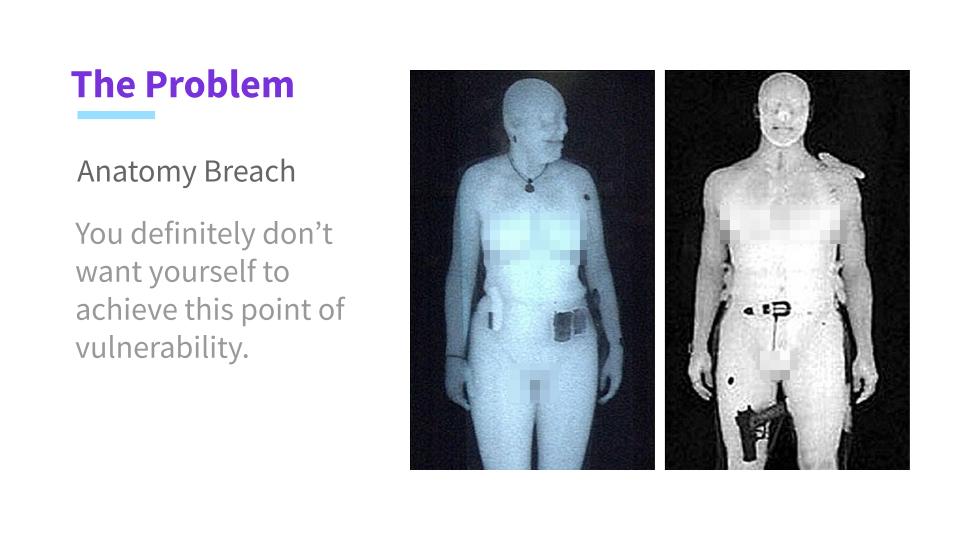 The Problem
Anatomy Breach
You definitely don’t
want yourself to
achieve this point of
vulnerability.